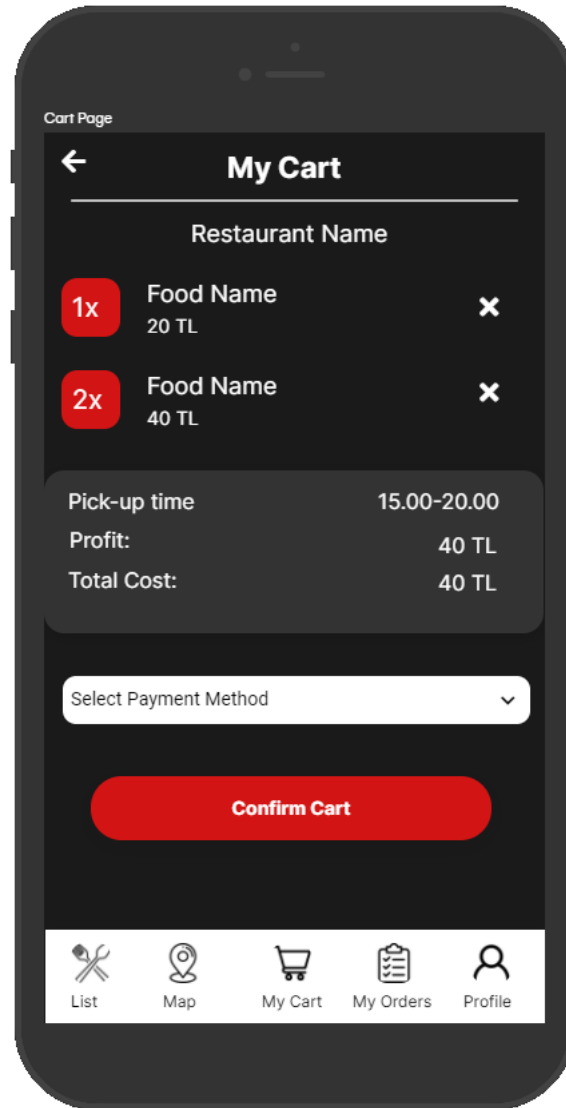 Cart Page
My Cart
Restaurant Name
1x
Food Name
20 TL
2x
Food Name
40 TL
Pick-up time 15.00-20.00
Profit: 40 TL
Total Cost: 40 TL
Select Payment Method
Confirm Cart
List Map My Cart My Orders Profile